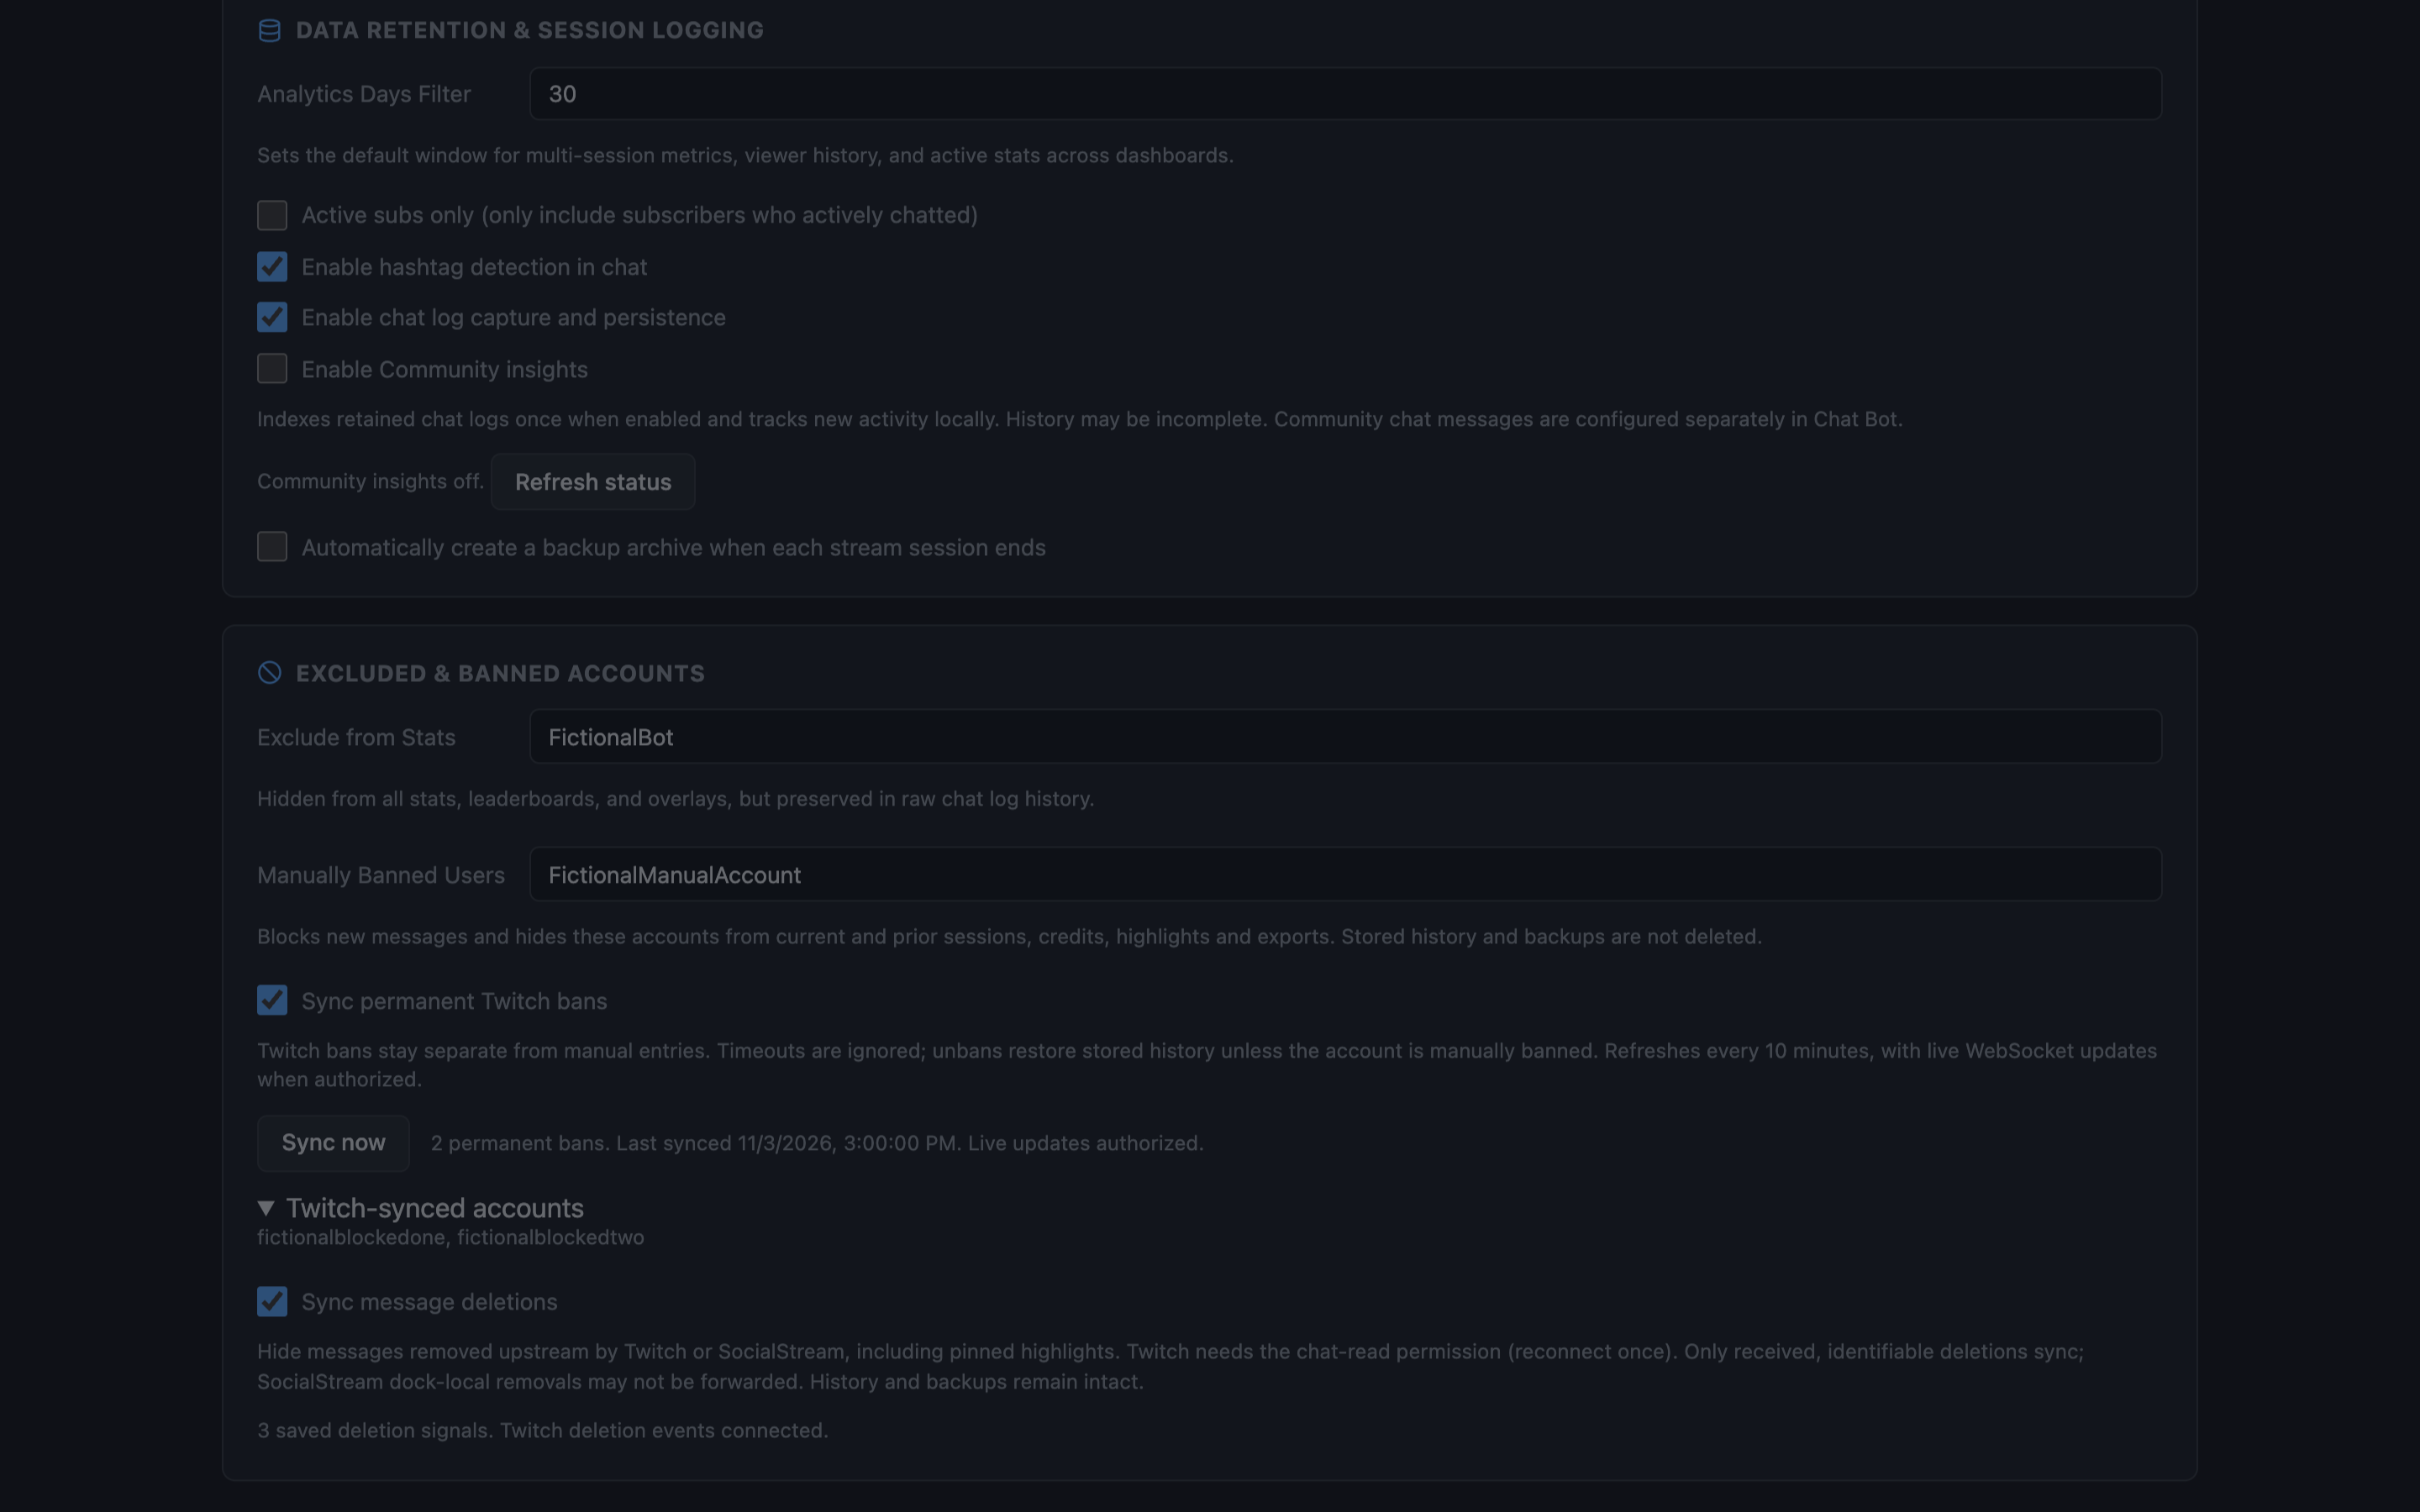 DATA RETENTION & SESSION LOGGING
Analytics Days Filter
30
Sets the default window for multi-session metrics, viewer history, and active stats across dashboards.
Active subs only (only include subscribers who actively chatted)
Enable hashtag detection in chat
Enable chat log capture and persistence
Enable Community insights
Indexes retained chat logs once when enabled and tracks new activity locally. History may be incomplete. Community chat messages are configured separately in Chat Bot.
Community insights off.
Refresh status
Automatically create a backup archive when each stream session ends
EXCLUDED & BANNED ACCOUNTS
Exclude from Stats
FictionalBot
Hidden from all stats, leaderboards, and overlays, but preserved in raw chat log history.
Manually Banned Users
FictionalManualAccount
Blocks new messages and hides these accounts from current and prior sessions, credits, highlights and exports. Stored history and backups are not deleted.
Sync permanent Twitch bans
Twitch bans stay separate from manual entries. Timeouts are ignored; unbans restore stored history unless the account is manually banned. Refreshes every 10 minutes, with live WebSocket updates
when authorized.
Sync now
2 permanent bans. Last synced 11/3/2026, 3:00:00 PM. Live updates authorized.
Twitch-synced accounts
fictionalblockedone, fictionalblockedtwo
Sync message deletions
Hide messages removed upstream by Twitch or SocialStream, including pinned highlights. Twitch needs the chat-read permission (reconnect once). Only received, identifiable deletions sync;
SocialStream dock-local removals may not be forwarded. History and backups remain intact.
3 saved deletion signals. Twitch deletion events connected.